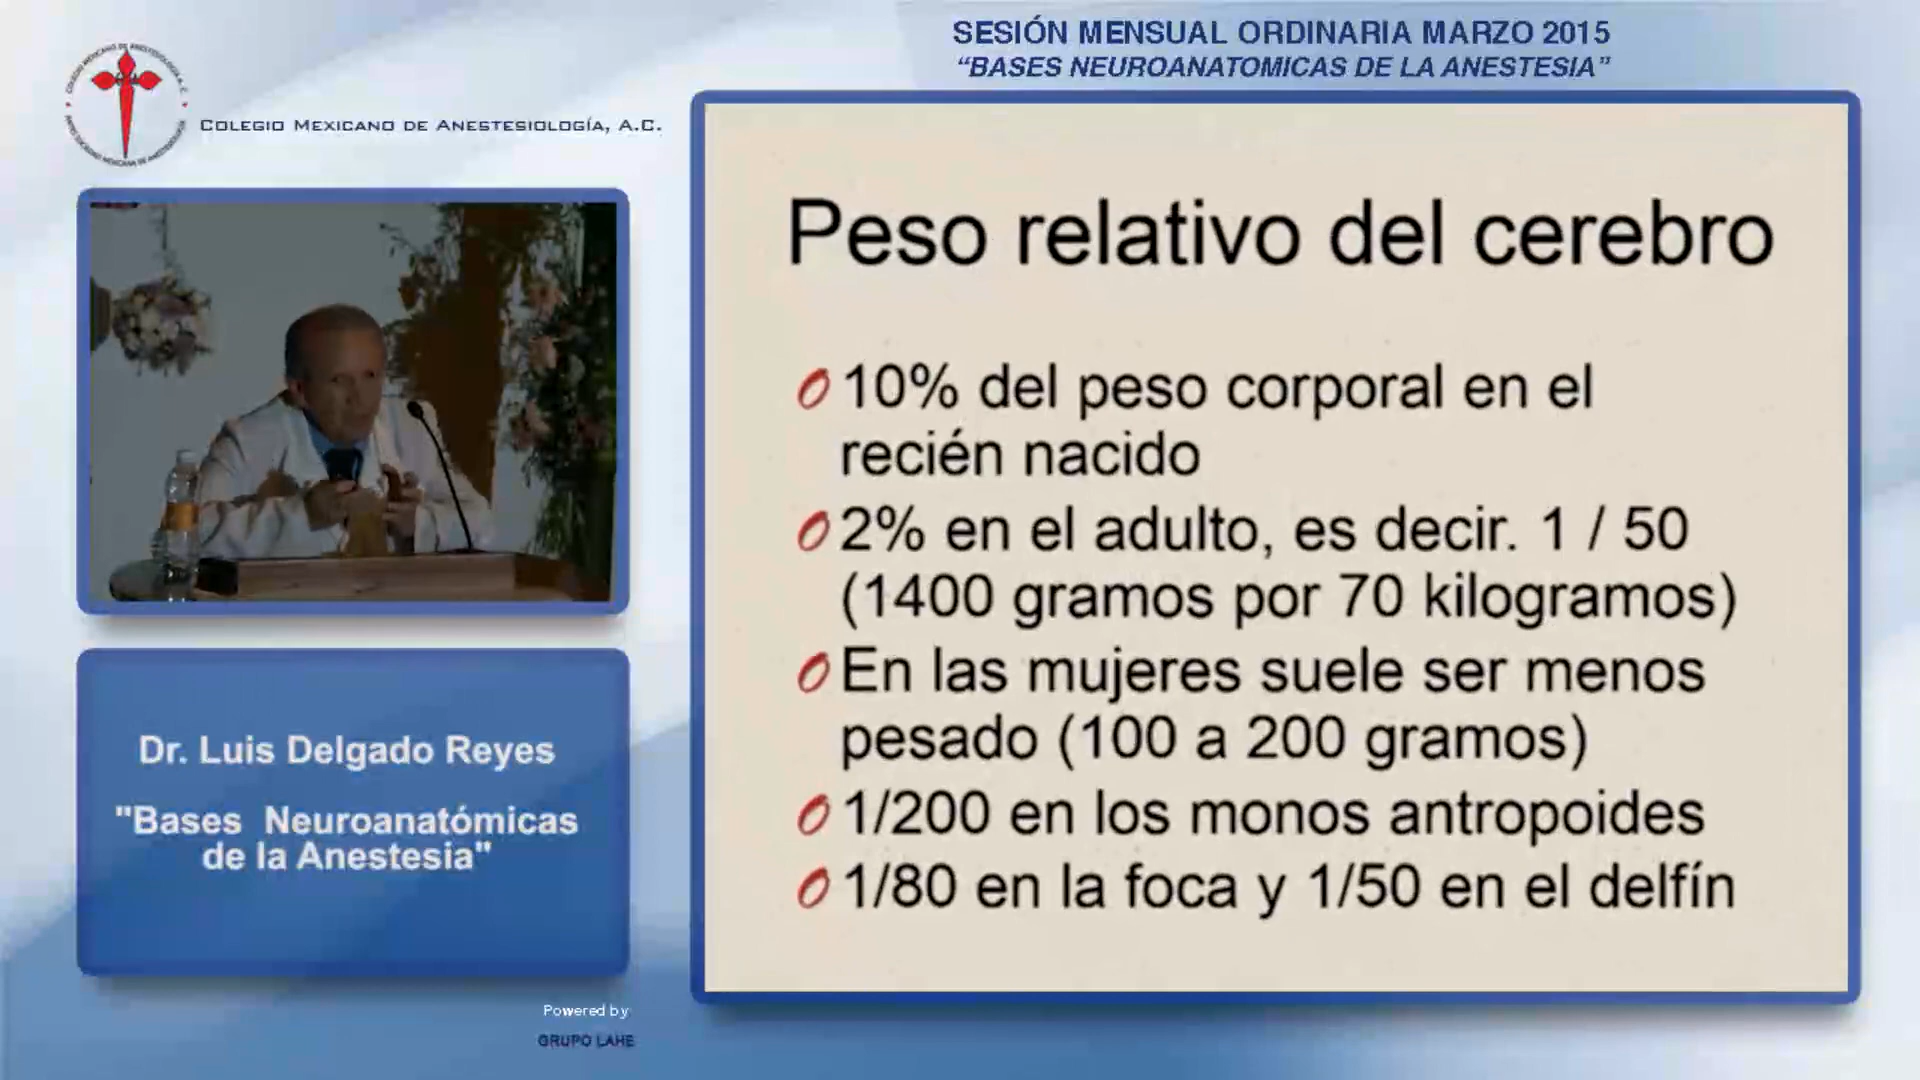 SESIÓN MENSUAL ORDINARIA MARZO 2015
“BASES NEUROANATOMICAS DE LA ANESTESIA”
COLEGIO MEXICANO DE ANESTESIOLOGÍA, A.C.
Peso relativo del cerebro
10% del peso corporal en el
recién nacido
2% en el adulto, es decir. 1 / 50
(1400 gramos por 70 kilogramos)
En las mujeres suele ser menos
pesado (100 a 200 gramos)
1/200 en los monos antropoides
1/80 en la foca y 1/50 en el delfín
Dr. Luis Delgado Reyes
"Bases Neuroanatómicas
de la Anestesia"
Powered by
GRUPO LAHE